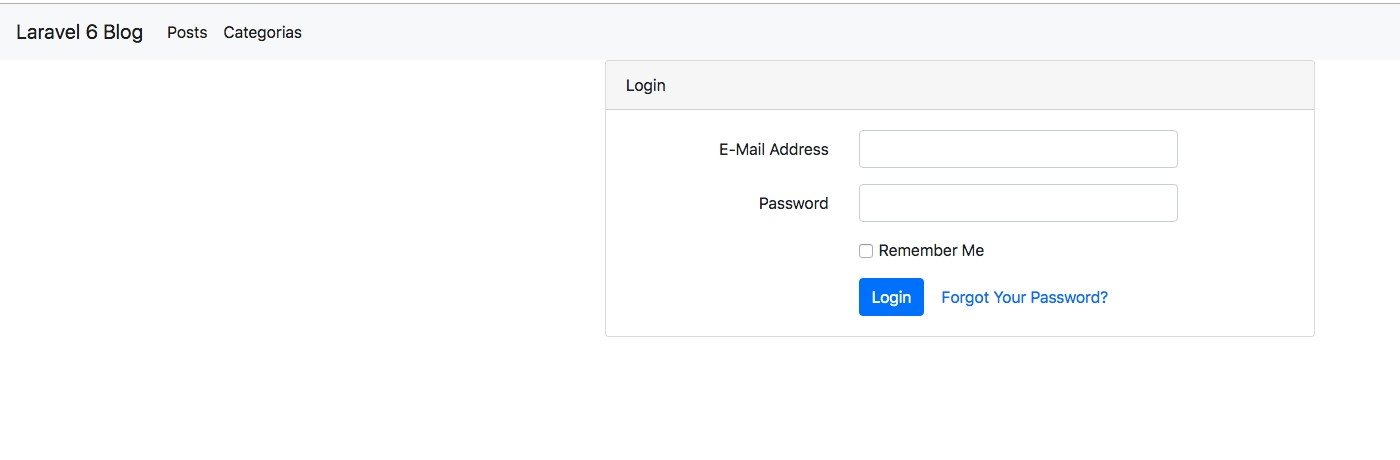 Laravel 6 Blog Posts Categorias
Login
E-Mail Address
Password
Remember Me
Login Forgot Your Password?